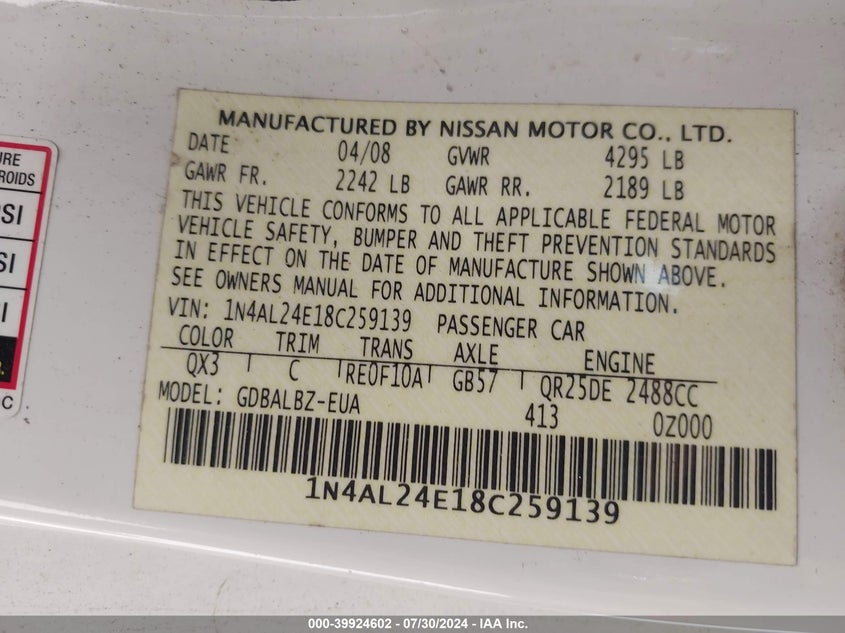 URE
ROIDS
PSI
SI
I
C
MANUFACTURED BY NISSAN MOTOR CO., LTD.
DATE 04/08 GVWR 4295 LB
GAWR FR. 2242 LB GAWR RR. 2189 LB
THIS VEHICLE CONFORMS TO ALL APPLICABLE FEDERAL MOTOR
VEHICLE SAFETY, BUMPER AND THEFT PREVENTION STANDARDS
IN EFFECT ON THE DATE OF MANUFACTURE SHOWN ABOVE.
SEE OWNERS MANUAL FOR ADDITIONAL INFORMATION.
VIN: 1N4AL24E18C259139 PASSENGER CAR
COLOR TRIM TRANS AXLE ENGINE
QX3 C RE0F10A GB57 QR25DE 2488CC
MODEL: GDBALBZ-EUA 413 0Z000
1N4AL24E18C259139
000-39924602 - 07/30/2024 - IAA Inc.